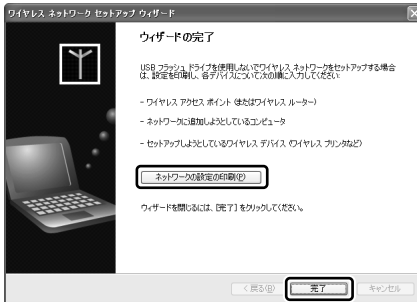 ワイヤレス ネットワーク セットアップ ウィザード
ウィザードの完了
USB フラッシュ ドライブを使用しないでワイヤレス ネットワークをセットアップする場合
は、設定を印刷し、各デバイスについて次の順に入力してください:
- ワイヤレス アクセス ポイント (またはワイヤレス ルーター)
- ネットワークに追加しようとしているコンピュータ
- セットアップしようとしているワイヤレス デバイス (ワイヤレス プリンタなど)
ネットワークの設定の印刷(P)
ウィザードを閉じるには、[完了] をクリックしてください。
< 戻る(B)
完了
キャンセル